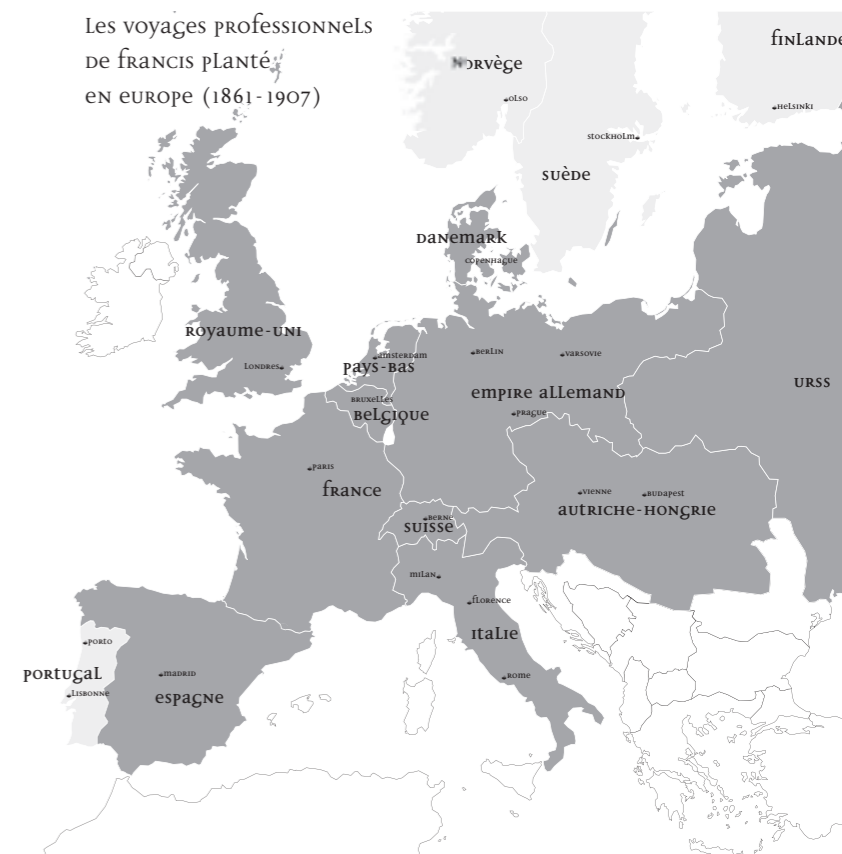 Les voyages professionnels
de francis planté
en europe (1861-1907)
finlande
norvège
olso
helsinki
stockholm
suède
danemark
copenhague
royaume-uni
amsterdam
berlin
varsovie
londres
pays-bas
urss
empire allemand
bruxelles
belgique
prague
paris
france
vienne
budapest
autriche-hongrie
berne
suisse
milan
florence
italie
porto
portugal
madrid
rome
lisbonne
espagne